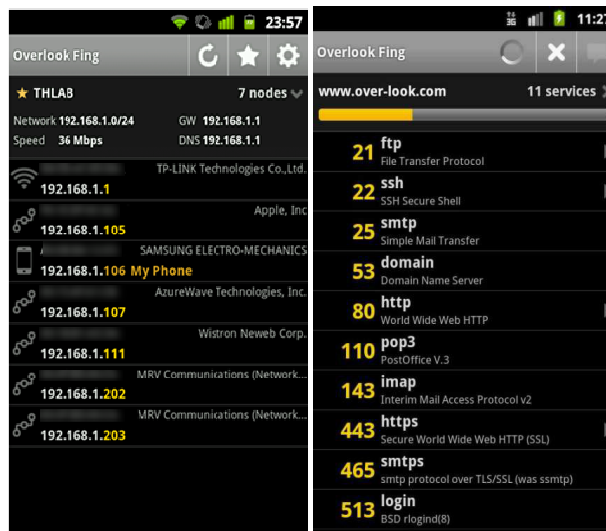 23:57
Overlook Fing
THLAB
7 nodes
Network 192.168.1.0/24
GW 192.168.1.1
Speed 36 Mbps
DNS 192.168.1.1
TP-LINK Technologies Co.,Ltd.
192.168.1.1
Apple, Inc
192.168.1.105
SAMSUNG ELECTRO-MECHANICS
192.168.1.106 My Phone
AzureWave Technologies, Inc.
192.168.1.107
Wistron Neweb Corp.
192.168.1.111
MRV Communications (Network...
192.168.1.202
MRV Communications (Network...
192.168.1.203
3G
11:27
Overlook Fing
www.over-look.com
11 services
21 ftp
File Transfer Protocol
22 ssh
SSH Secure Shell
25 smtp
Simple Mail Transfer
53 domain
Domain Name Server
80 http
World Wide Web HTTP
110 pop3
PostOffice V.3
143 imap
Interim Mail Access Protocol v2
443 https
Secure World Wide Web HTTP (SSL)
465 smtps
smtp protocol over TLS/SSL (was ssmtp)
513 login
BSD rlogind(8)